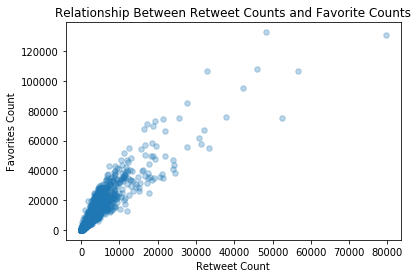 Relationship Between Retweet Counts and Favorite Counts
120000
100000
80000
60000
40000
20000
0
Favorites Count
0 10000 20000 30000 40000 50000 60000 70000 80000
Retweet Count